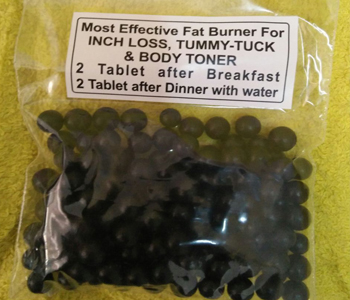 Most Effective Fat Burner For
INCH LOSS, TUMMY-TUCK
& BODY TONER
2 Tablet after Breakfast
2 Tablet after Dinner with water